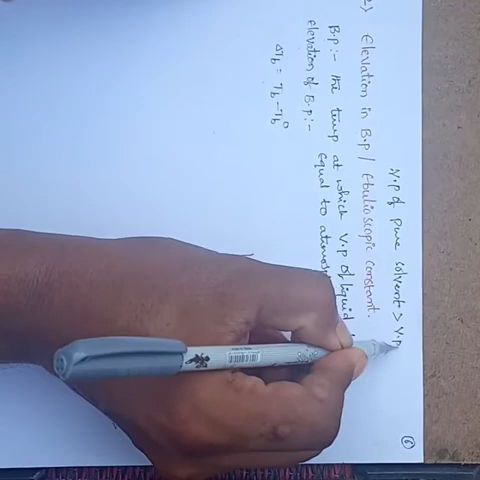 2) Elevation in B.p / Ebulioscopic constant.
V.p of pure solvent > V.p
B.p:- the temp at which V.p of liquid
Equal to atmos
Elevation of B.p:-
ΔTb = Tb - Tb°
6